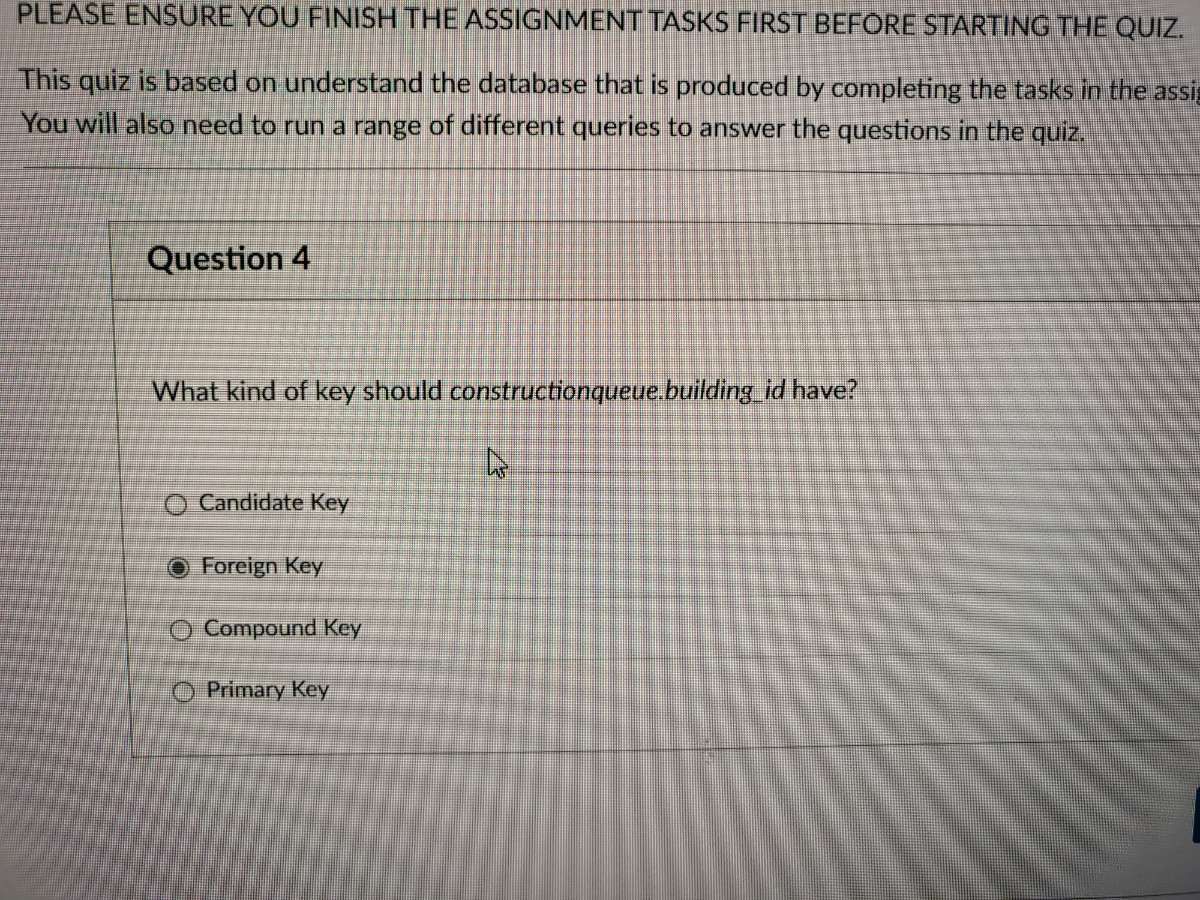 PLEASE ENSURE YOU FINISH THE ASSIGNMENT TASKS FIRST BEFORE STARTING THE QUIZ.
This quiz is based on understand the database that is produced by completing the tasks in the
You will also need to run a range of different queries to answer the questions in the quiz.
Question 4
What kind of key should constructionqueue.building_id have?
Candidate Key
Foreign Key
Compound Key
Primary Key